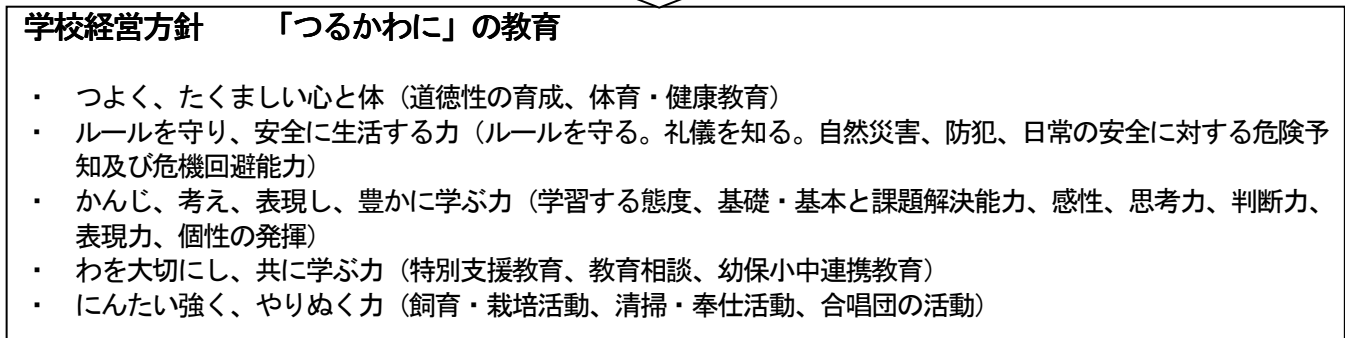 学校経営方針　　「つるかわに」の教育
・　つよく、たくましい心と体（道徳性の育成、体育・健康教育）
・　ルールを守り、安全に生活する力（ルールを守る。礼儀を知る。自然災害、防犯、日常の安全に対する危険予
知及び危機回避能力）
・　かんじ、考え、表現し、豊かに学ぶ力（学習する態度、基礎・基本と課題解決能力、感性、思考力、判断力、
表現力、個性の発揮）
・　わを大切にし、共に学ぶ力（特別支援教育、教育相談、幼保小中連携教育）
・　にんたい強く、やりぬく力（飼育・栽培活動、清掃・奉仕活動、合唱団の活動）